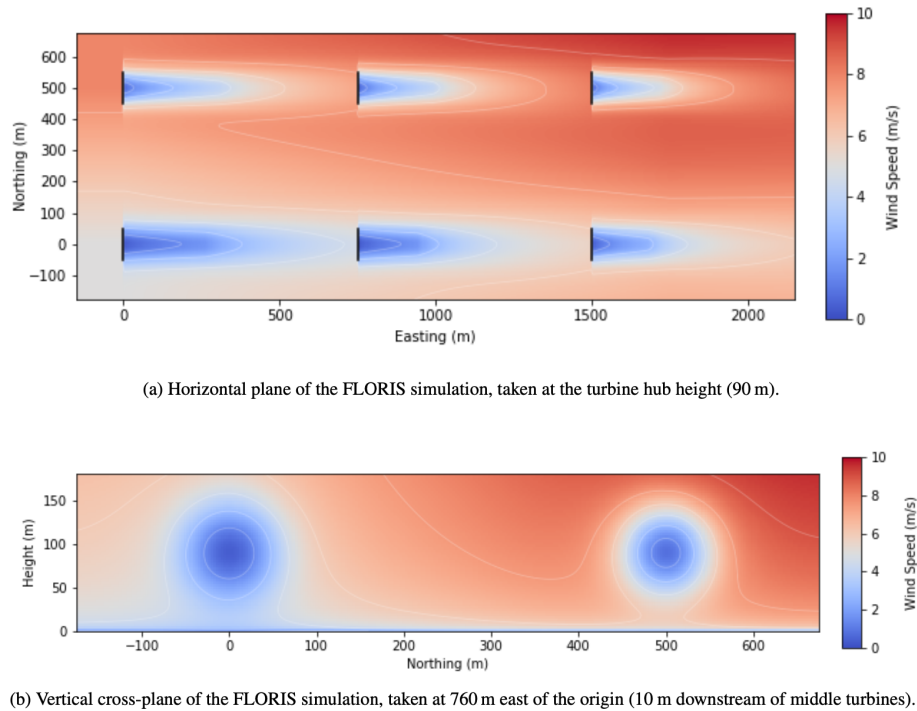 10
8
6
4
2
0
Wind Speed (m/s)
600
500
400
300
200
100
0
−100
Northing (m)
0 500 1000 1500 2000
Easting (m)
(a) Horizontal plane of the FLORIS simulation, taken at the turbine hub height (90 m).
10
8
6
4
2
0
Wind Speed (m/s)
150
100
50
0
Height (m)
−100 0 100 200 300 400 500 600
Northing (m)
(b) Vertical cross-plane of the FLORIS simulation, taken at 760 m east of the origin (10 m downstream of middle turbines).